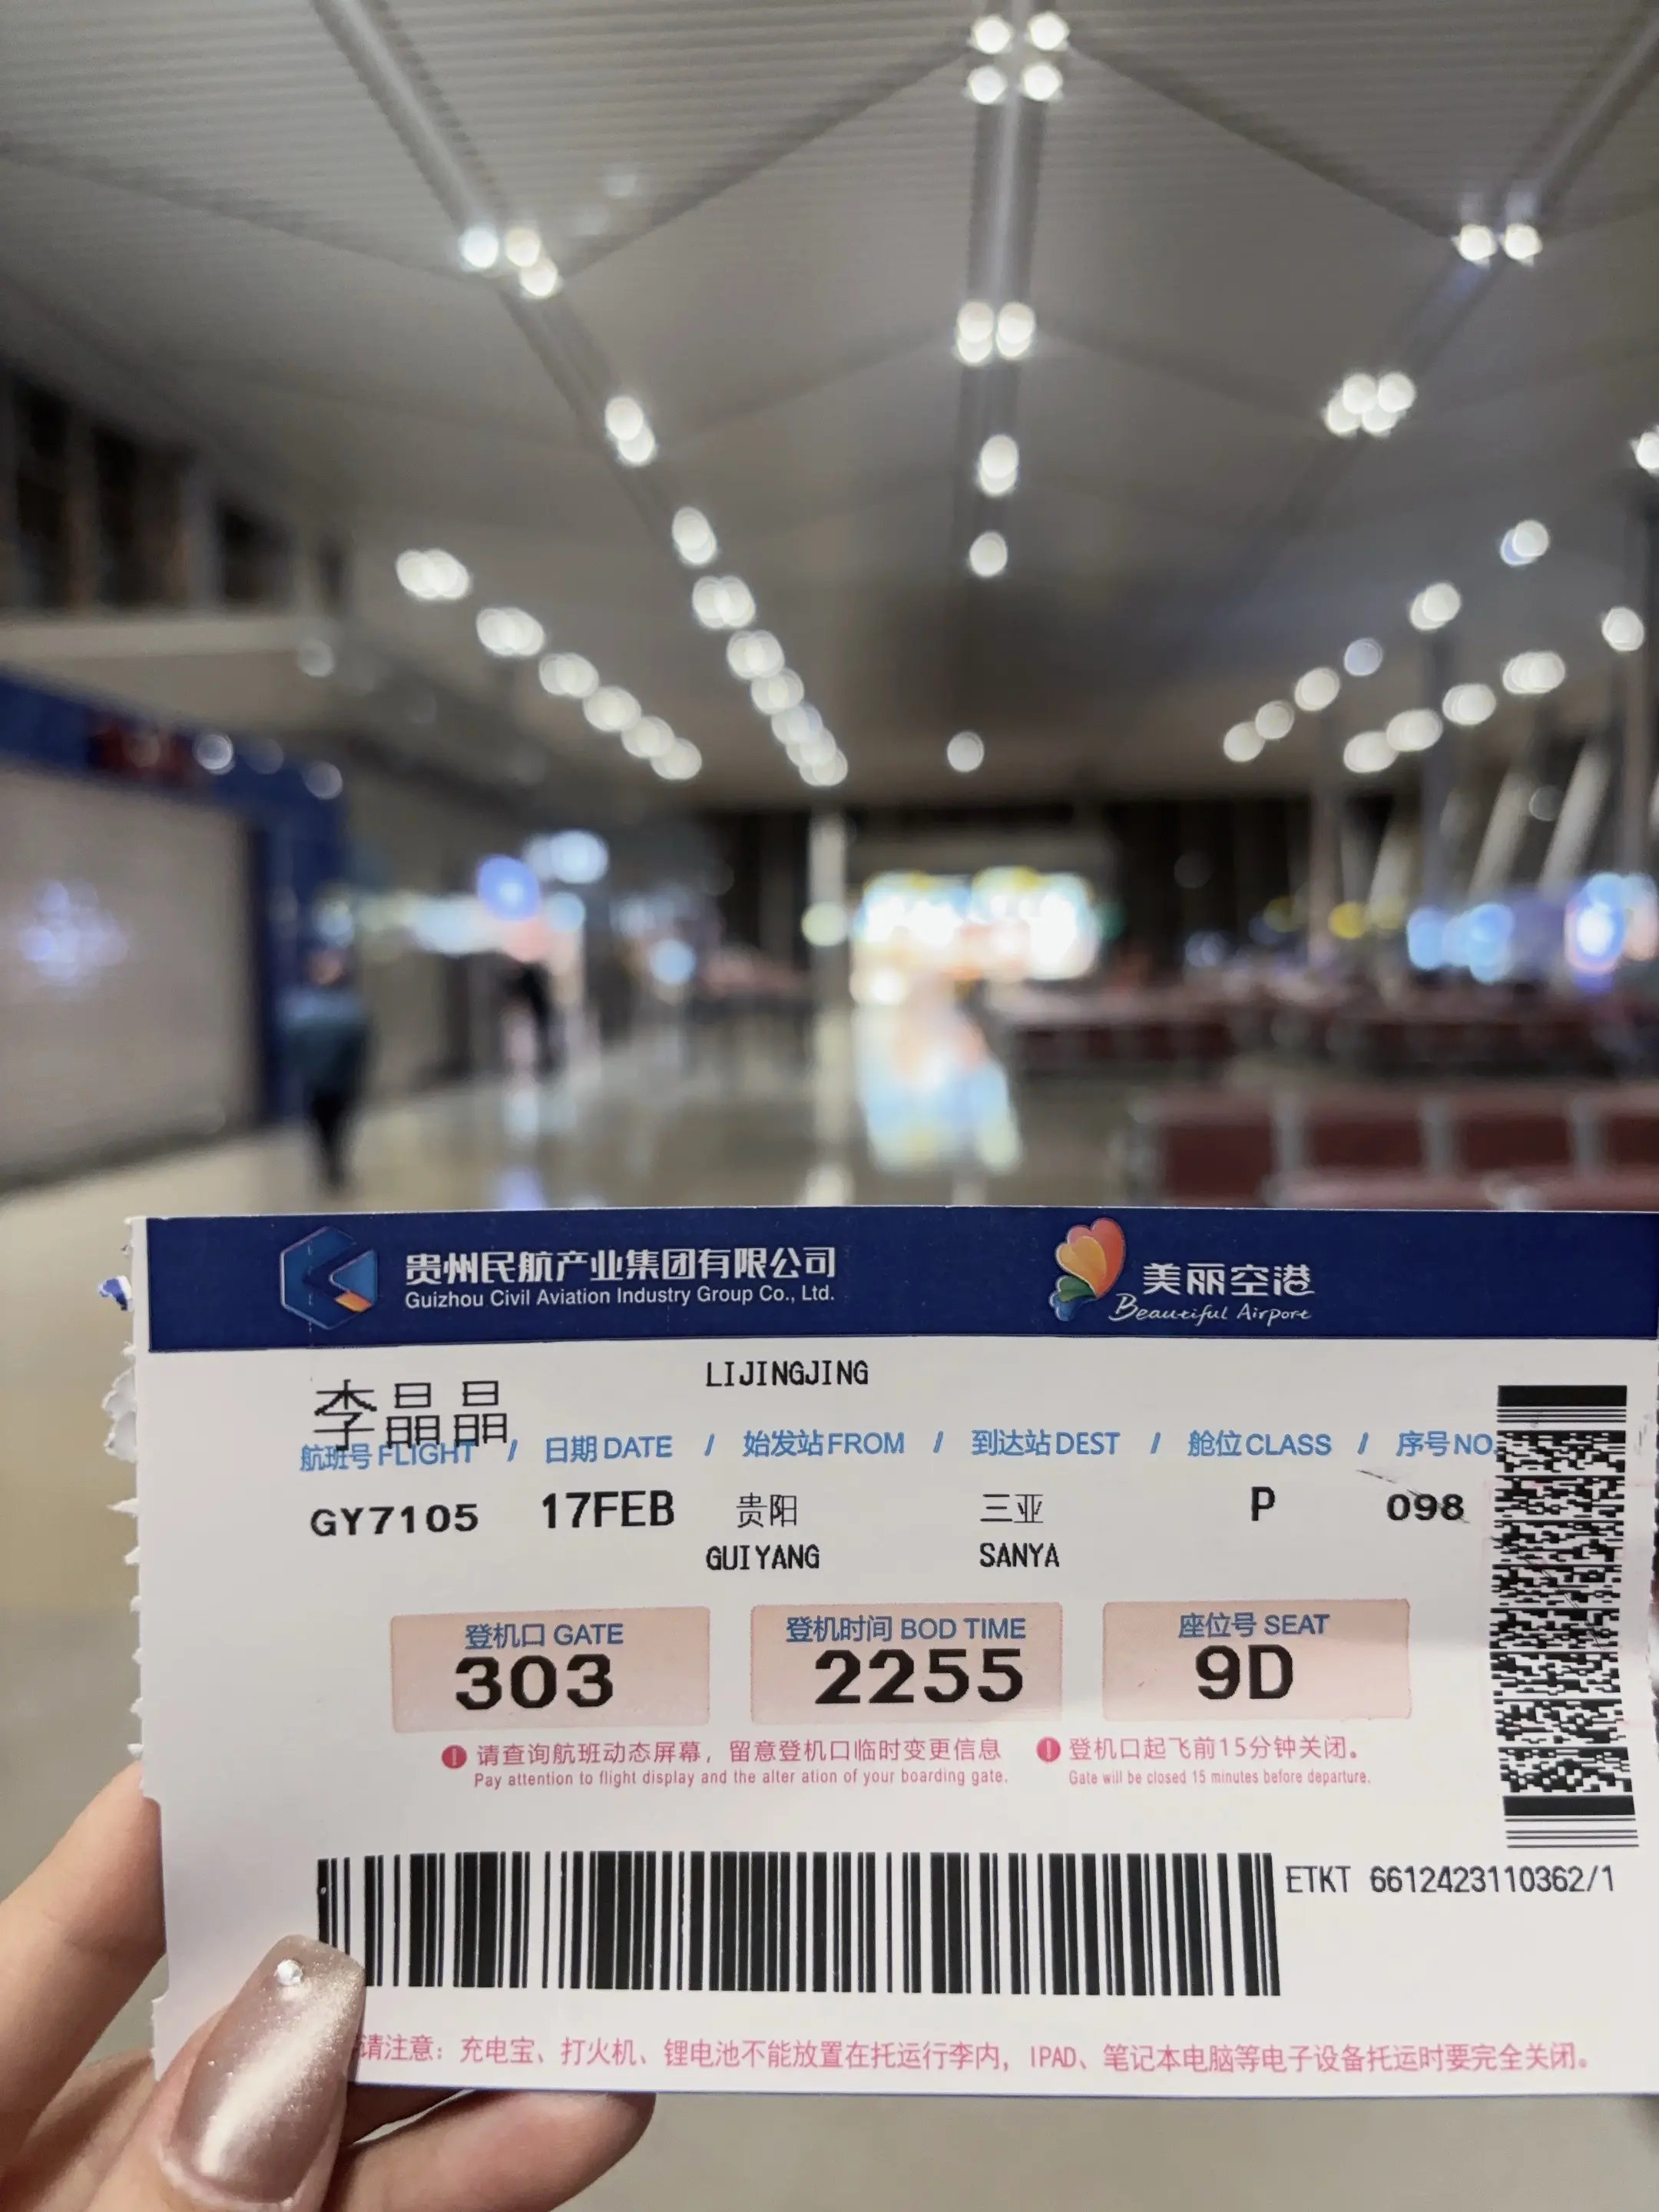 贵州民航产业集团有限公司
Guizhou Civil Aviation Industry Group Co., Ltd.
美丽空港
Beautiful Airport
李晶晶
LIJINGJING
航班号 FLIGHT / 日期 DATE / 始发站 FROM / 到达站 DEST / 舱位 CLASS / 序号 NO.
GY7105 17FEB 贵阳 三亚 P 098
GUIYANG SANYA
登机口 GATE 登机时间 BOD TIME 座位号 SEAT
303 2255 9D
请查询航班动态屏幕，留意登机口临时变更信息 登机口起飞前15分钟关闭。
Pay attention to flight display and the alter ation of your boarding gate. Gate will be closed 15 minutes before departure.
ETKT 6612423110362/1
请注意：充电宝、打火机、锂电池不能放置在托运行李内，IPAD、笔记本电脑等电子设备托运时要完全关闭。